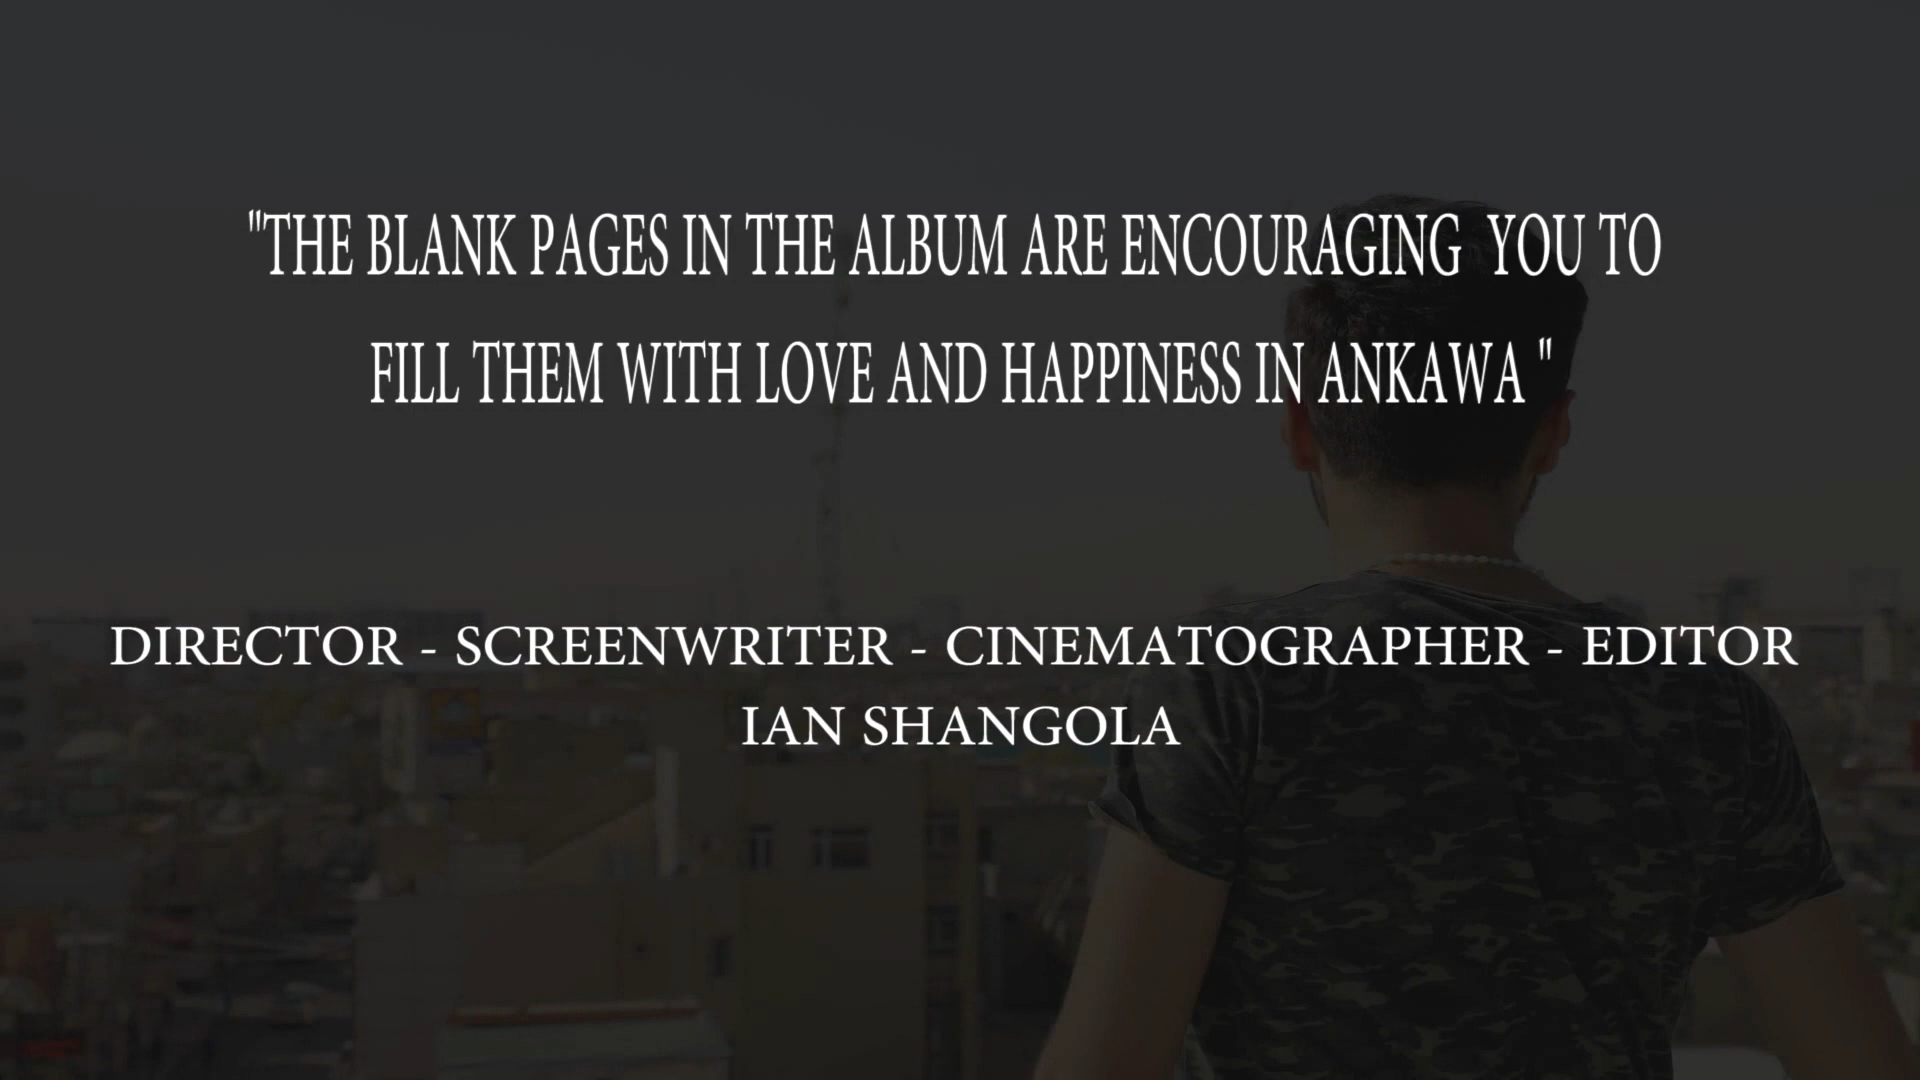 "THE BLANK PAGES IN THE ALBUM ARE ENCOURAGING  YOU TO
FILL THEM WITH LOVE AND HAPPINESS IN ANKAWA "
DIRECTOR - SCREENWRITER - CINEMATOGRAPHER - EDITOR
IAN SHANGOLA